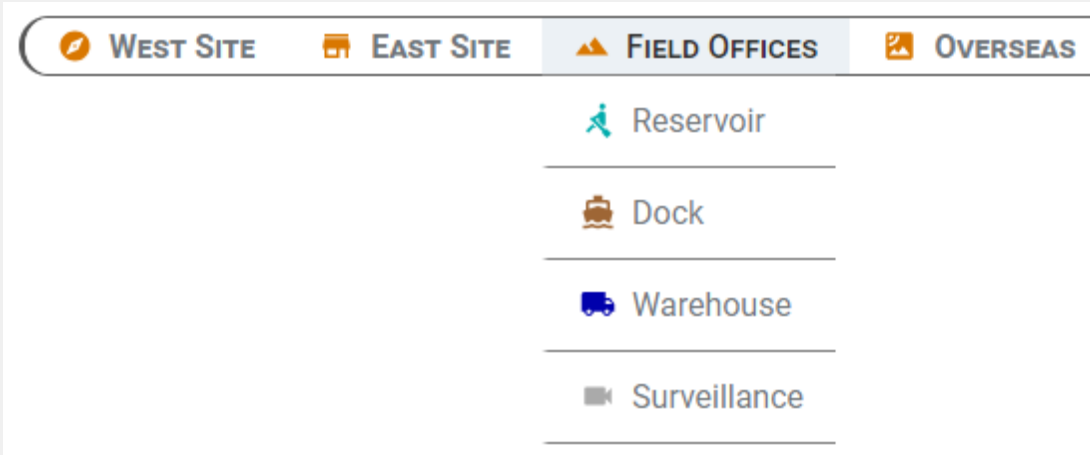 West Site East Site Field Offices Overseas
Reservoir
Dock
Warehouse
Surveillance